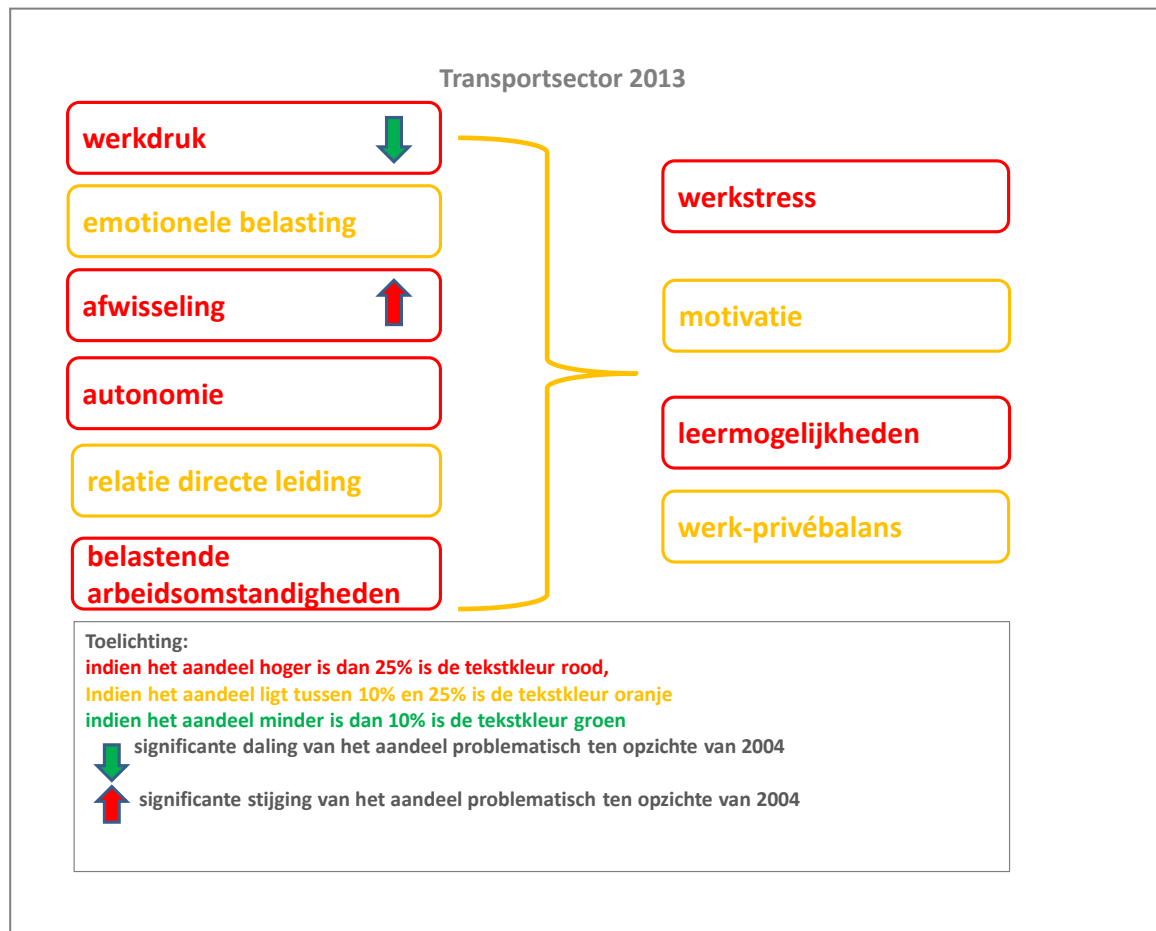 Transportsector 2013
werkdruk
emotionele belasting
afwisseling
autonomie
relatie directe leiding
belastende
arbeidsomstandigheden
werkstress
motivatie
leermogelijkheden
werk-privébalans
Toelichting:
indien het aandeel hoger is dan 25% is de tekstkleur rood,
Indien het aandeel ligt tussen 10% en 25% is de tekstkleur oranje
indien het aandeel minder is dan 10% is de tekstkleur groen
significante daling van het aandeel problematisch ten opzichte van 2004
significante stijging van het aandeel problematisch ten opzichte van 2004